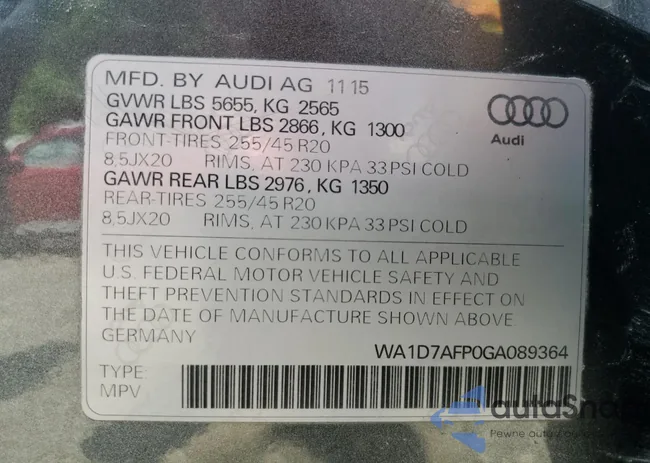 MFD. BY AUDI AG 11 15
GVWR LBS 5655, KG 2565
GAWR FRONT LBS 2866, KG 1300
FRONT-TIRES 255/45 R20
8,5JX20 RIMS, AT 230 KPA 33 PSI COLD
GAWR REAR LBS 2976, KG 1350
REAR-TIRES 255/45 R20
8,5JX20 RIMS, AT 230 KPA 33 PSI COLD
Audi
THIS VEHICLE CONFORMS TO ALL APPLICABLE
U.S. FEDERAL MOTOR VEHICLE SAFETY AND
THEFT PREVENTION STANDARDS IN EFFECT ON
THE DATE OF MANUFACTURE SHOWN ABOVE
GERMANY
WA1D7AFP0GA089364
TYPE:
MPV
autaSna
Pewne auto z